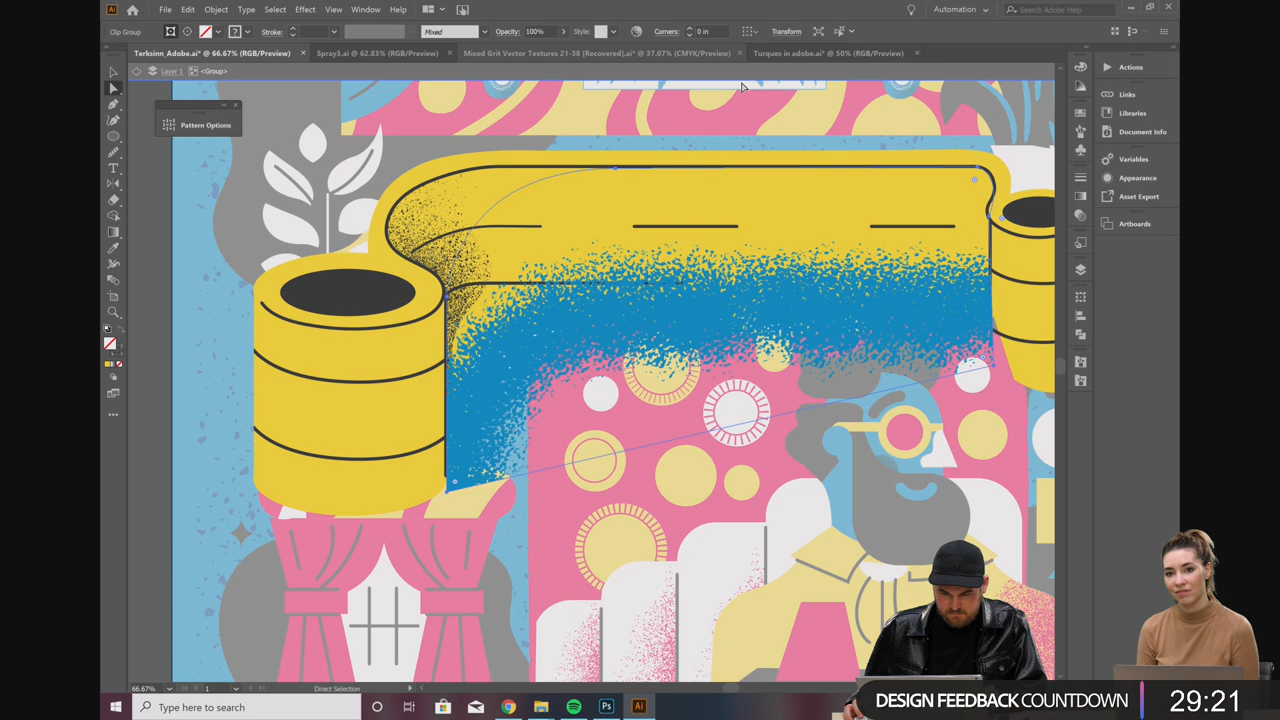 File Edit Object Type Select Effect View Window Help
Automation
Search Adobe Help
Clip Group
Stroke:
Mixed
Opacity: 100%
Style:
Corners: 0 in
Transform
Terksinn_Adobe.ai* @ 66.67% (RGB/Preview) ×
Spray3.ai @ 62.83% (RGB/Preview) ×
Mixed Grit Vector Textures 21-38 [Recovered].ai* @ 37.07% (CMYK/Preview) ×
Turques in adobe.ai* @ 50% (RGB/Preview) ×
Layer 1
<Group>
Pattern Options
Actions
Links
Libraries
Document Info
Variables
Appearance
Asset Export
Artboards
66.67%
1
Direct Selection
Type here to search
Ps
Ai
DESIGN FEEDBACK COUNTDOWN
29:21